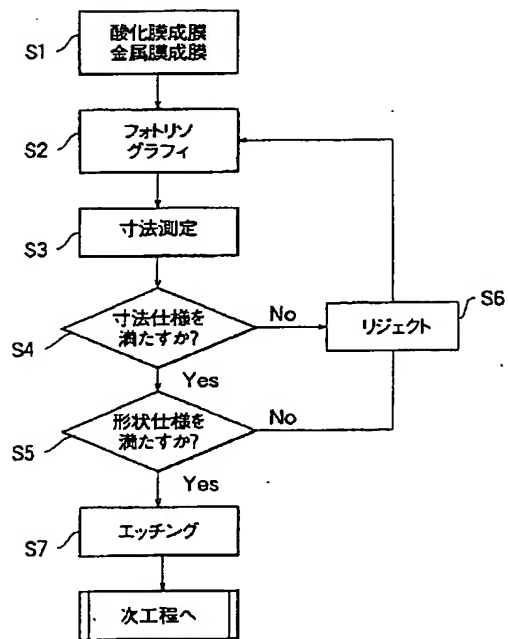 S1
酸化膜成膜
金属膜成膜
S2
フォトリソ
グラフィ
S3
寸法測定
S4
寸法仕様を
満たすか?
No
リジェクト
S6
Yes
S5
形状仕様を
満たすか?
No
Yes
S7
エッチング
次工程へ